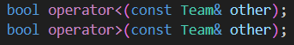 bool operator<(const Team& other);
bool operator>(const Team& other);